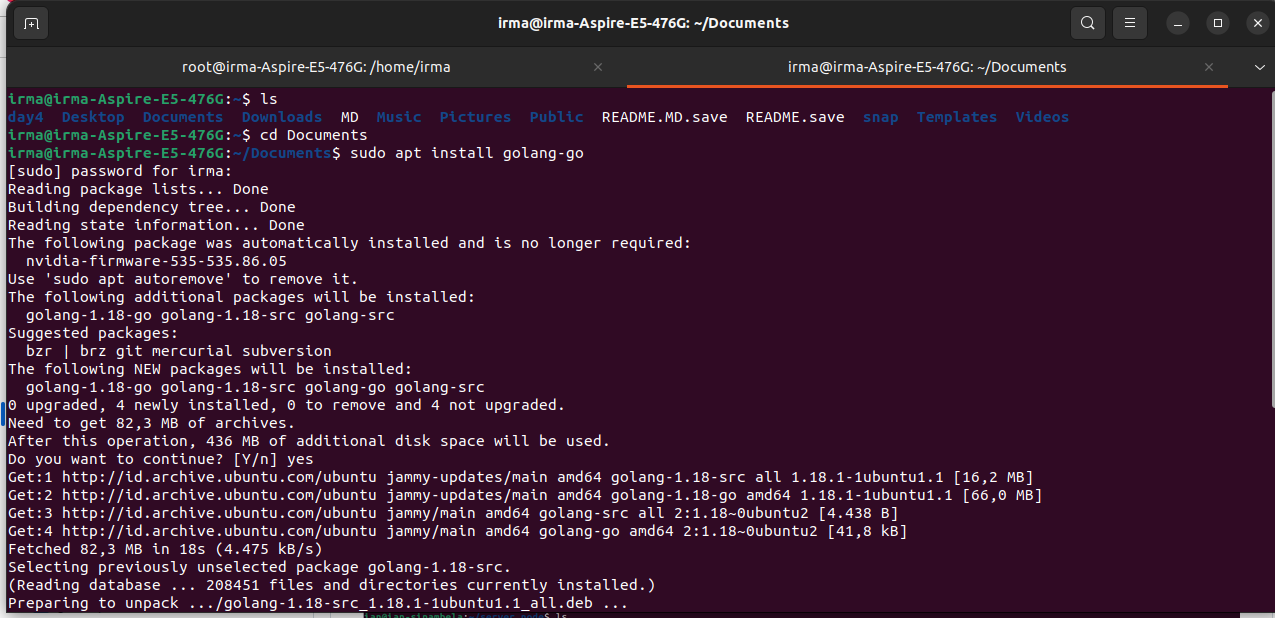 irma@irma-Aspire-E5-476G: ~/Documents
root@irma-Aspire-E5-476G: /home/irma
irma@irma-Aspire-E5-476G: ~/Documents
irma@irma-Aspire-E5-476G:~$ ls
day4 Desktop Documents Downloads MD Music Pictures Public README.MD.save README.save snap Templates Videos
irma@irma-Aspire-E5-476G:~$ cd Documents
irma@irma-Aspire-E5-476G:~/Documents$ sudo apt install golang-go
[sudo] password for irma:
Reading package lists... Done
Building dependency tree... Done
Reading state information... Done
The following package was automatically installed and is no longer required:
nvidia-firmware-535-535.86.05
Use 'sudo apt autoremove' to remove it.
The following additional packages will be installed:
golang-1.18-go golang-1.18-src golang-src
Suggested packages:
bzr | brz git mercurial subversion
The following NEW packages will be installed:
golang-1.18-go golang-1.18-src golang-go golang-src
0 upgraded, 4 newly installed, 0 to remove and 4 not upgraded.
Need to get 82,3 MB of archives.
After this operation, 436 MB of additional disk space will be used.
Do you want to continue? [Y/n] yes
Get:1 http://id.archive.ubuntu.com/ubuntu jammy-updates/main amd64 golang-1.18-src all 1.18.1-1ubuntu1.1 [16,2 MB]
Get:2 http://id.archive.ubuntu.com/ubuntu jammy-updates/main amd64 golang-1.18-go amd64 1.18.1-1ubuntu1.1 [66,0 MB]
Get:3 http://id.archive.ubuntu.com/ubuntu jammy/main amd64 golang-src all 2:1.18~0ubuntu2 [4.438 B]
Get:4 http://id.archive.ubuntu.com/ubuntu jammy/main amd64 golang-go amd64 2:1.18~0ubuntu2 [41,8 kB]
Fetched 82,3 MB in 18s (4.475 kB/s)
Selecting previously unselected package golang-1.18-src.
(Reading database ... 208451 files and directories currently installed.)
Preparing to unpack .../golang-1.18-src_1.18.1-1ubuntu1.1_all.deb ...